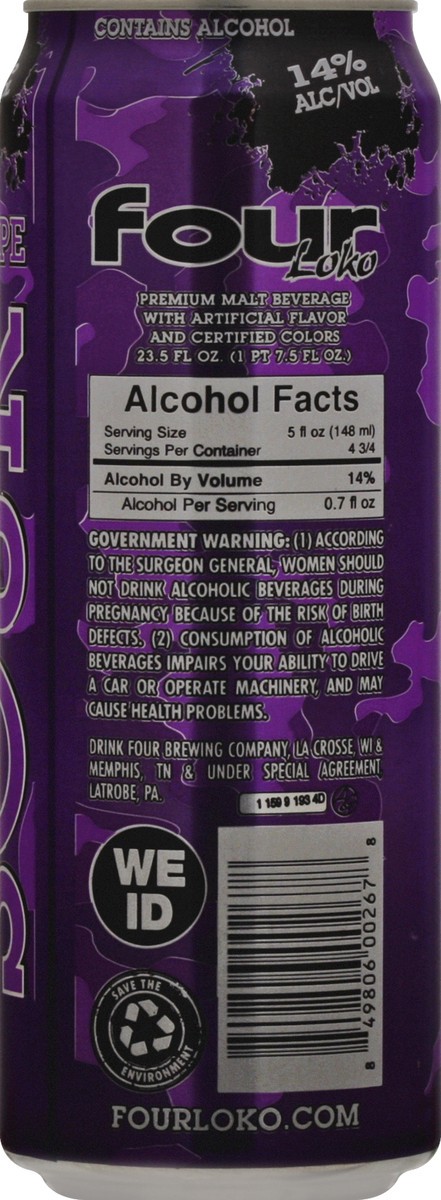 CONTAINS ALCOHOL
14%
ALC/VOL
four
Loko
PREMIUM MALT BEVERAGE
WITH ARTIFICIAL FLAVOR
AND CERTIFIED COLORS
23.5 FL OZ. (1 PT 7.5 FL OZ.)
Alcohol Facts
Serving Size 5 fl oz (148 ml)
Servings Per Container 4 3/4
Alcohol By Volume 14%
Alcohol Per Serving 0.7 fl oz
GOVERNMENT WARNING: (1) ACCORDING
TO THE SURGEON GENERAL, WOMEN SHOULD
NOT DRINK ALCOHOLIC BEVERAGES DURING
PREGNANCY BECAUSE OF THE RISK OF BIRTH
DEFECTS. (2) CONSUMPTION OF ALCOHOLIC
BEVERAGES IMPAIRS YOUR ABILITY TO DRIVE
A CAR OR OPERATE MACHINERY, AND MAY
CAUSE HEALTH PROBLEMS.
DRINK FOUR BREWING COMPANY, LA CROSSE, WI &
MEMPHIS, TN & UNDER SPECIAL AGREEMENT,
LATROBE, PA.
1 159 9 193 4D
WE
ID
SAVE THE
ENVIRONMENT
8 49806 00267 8
FOURLOKO.COM